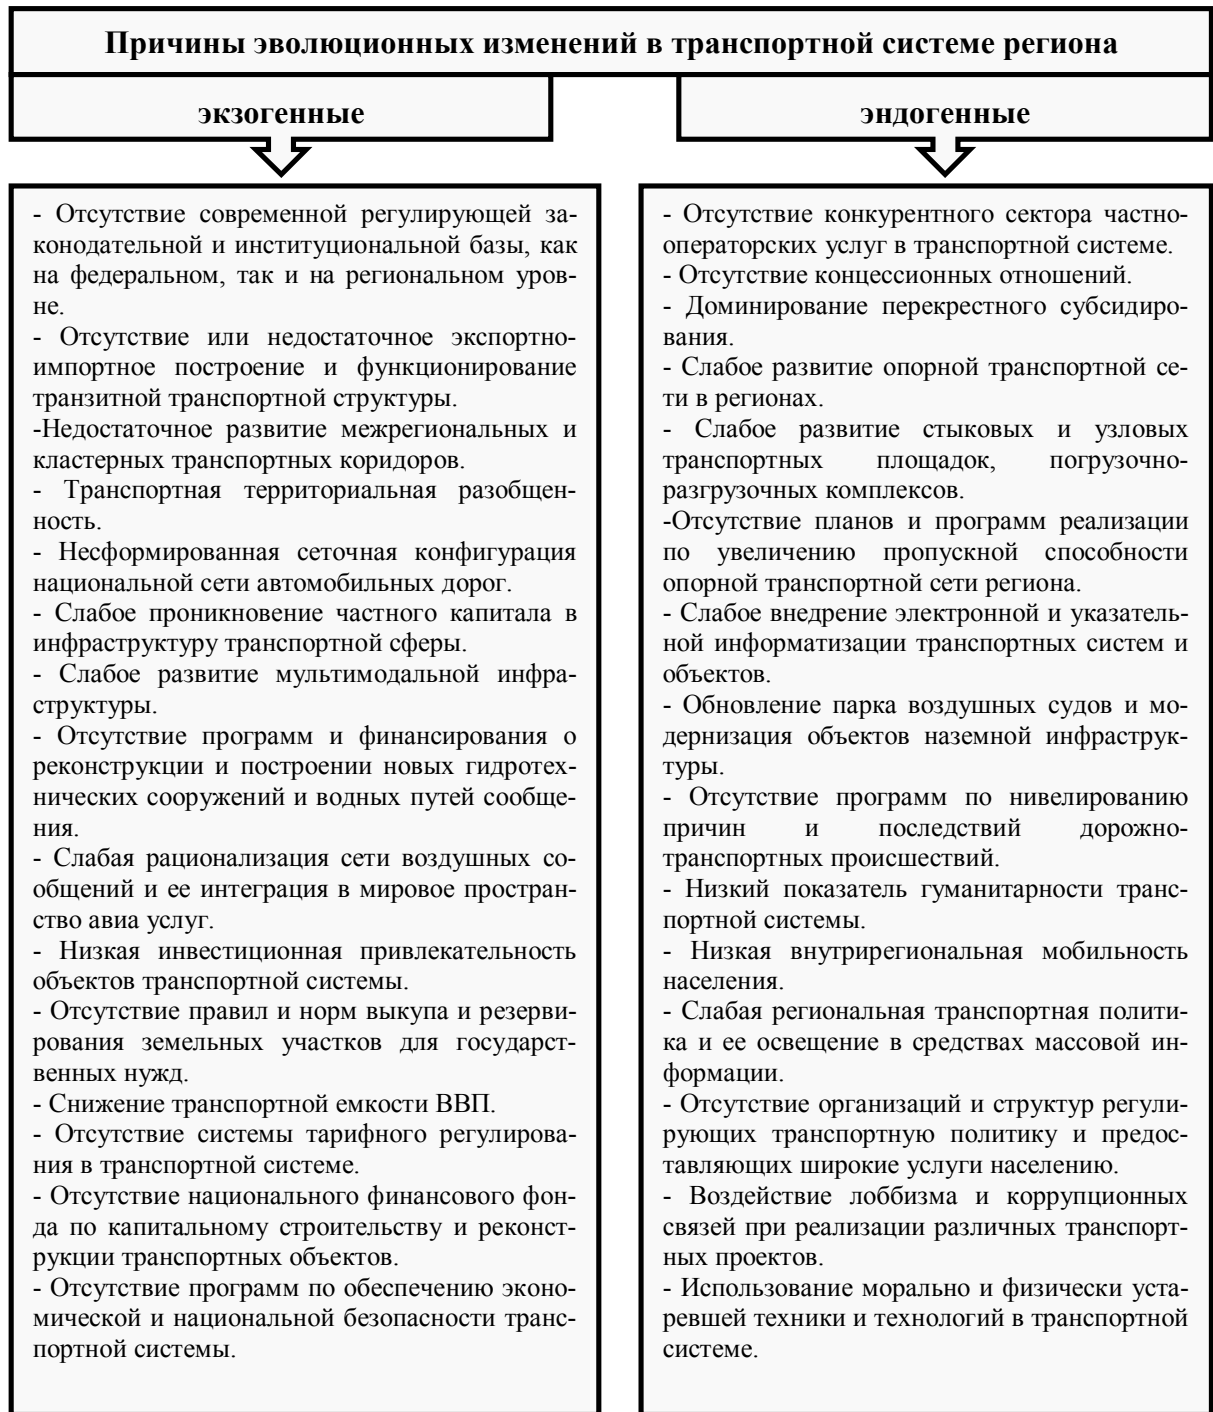 Причины эволюционных изменений в транспортной системе региона
экзогенные
- Отсутствие современной регулирующей за-
конодательной и институциональной базы, как
на федеральном, так и на региональном уров-
не.
- Отсутствие или недостаточное экспортно-
импортное построение и функционирование
транзитной транспортной структуры.
-Недостаточное развитие межрегиональных и
кластерных транспортных коридоров.
- Транспортная территориальная разобщен-
ность.
- Несформированная сеточная конфигурация
национальной сети автомобильных дорог.
- Слабое проникновение частного капитала в
инфраструктуру транспортной сферы.
- Слабое развитие мультимодальной инфра-
структуры.
- Отсутствие программ и финансирования о
реконструкции и построении новых гидротех-
нических сооружений и водных путей сообще-
ния.
- Слабая рационализация сети воздушных со-
общений и ее интеграция в мировое простран-
ство авиа услуг.
- Низкая инвестиционная привлекательность
объектов транспортной системы.
- Отсутствие правил и норм выкупа и резерви-
рования земельных участков для государст-
венных нужд.
- Снижение транспортной емкости ВВП.
- Отсутствие системы тарифного регулирова-
ния в транспортной системе.
- Отсутствие национального финансового фон-
да по капитальному строительству и реконст-
рукции транспортных объектов.
- Отсутствие программ по обеспечению эконо-
мической и национальной безопасности транс-
портной системы.
эндогенные
- Отсутствие конкурентного сектора частно-
операторских услуг в транспортной системе.
- Отсутствие концессионных отношений.
- Доминирование перекрестного субсидиро-
вания.
- Слабое развитие опорной транспортной се-
ти в регионах.
- Слабое развитие стыковых и узловых
транспортных площадок, погрузочно-
разгрузочных комплексов.
-Отсутствие планов и программ реализации
по увеличению пропускной способности
опорной транспортной сети региона.
- Слабое внедрение электронной и указатель-
ной информатизации транспортных систем и
объектов.
- Обновление парка воздушных судов и мо-
дернизация объектов наземной инфраструк-
туры.
- Отсутствие программ по нивелированию
причин и последствий дорожно-
транспортных происшествий.
- Низкий показатель гуманитарности транс-
портной системы.
- Низкая внутрирегиональная мобильность
населения.
- Слабая региональная транспортная полити-
ка и ее освещение в средствах массовой ин-
формации.
- Отсутствие организаций и структур регули-
рующих транспортную политику и предос-
тавляющих широкие услуги населению.
- Воздействие лоббизма и коррупционных
связей при реализации различных транспорт-
ных проектов.
- Использование морально и физически уста-
ревшей техники и технологий в транспортной
системе.